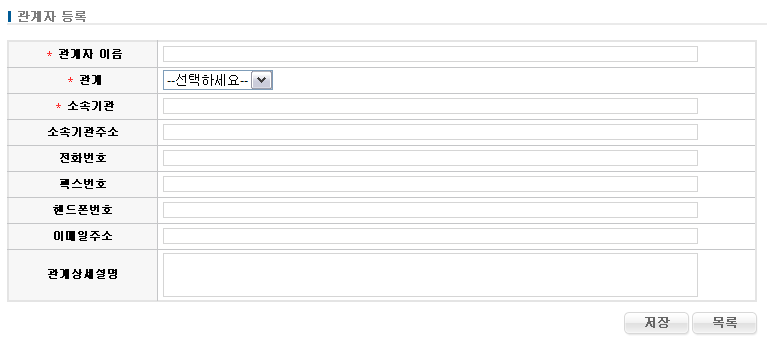 관계자 등록
* 관계자 이름
* 관계
--선택하세요--
* 소속기관
소속기관주소
전화번호
팩스번호
핸드폰번호
이메일주소
관계상세설명
저장 목록